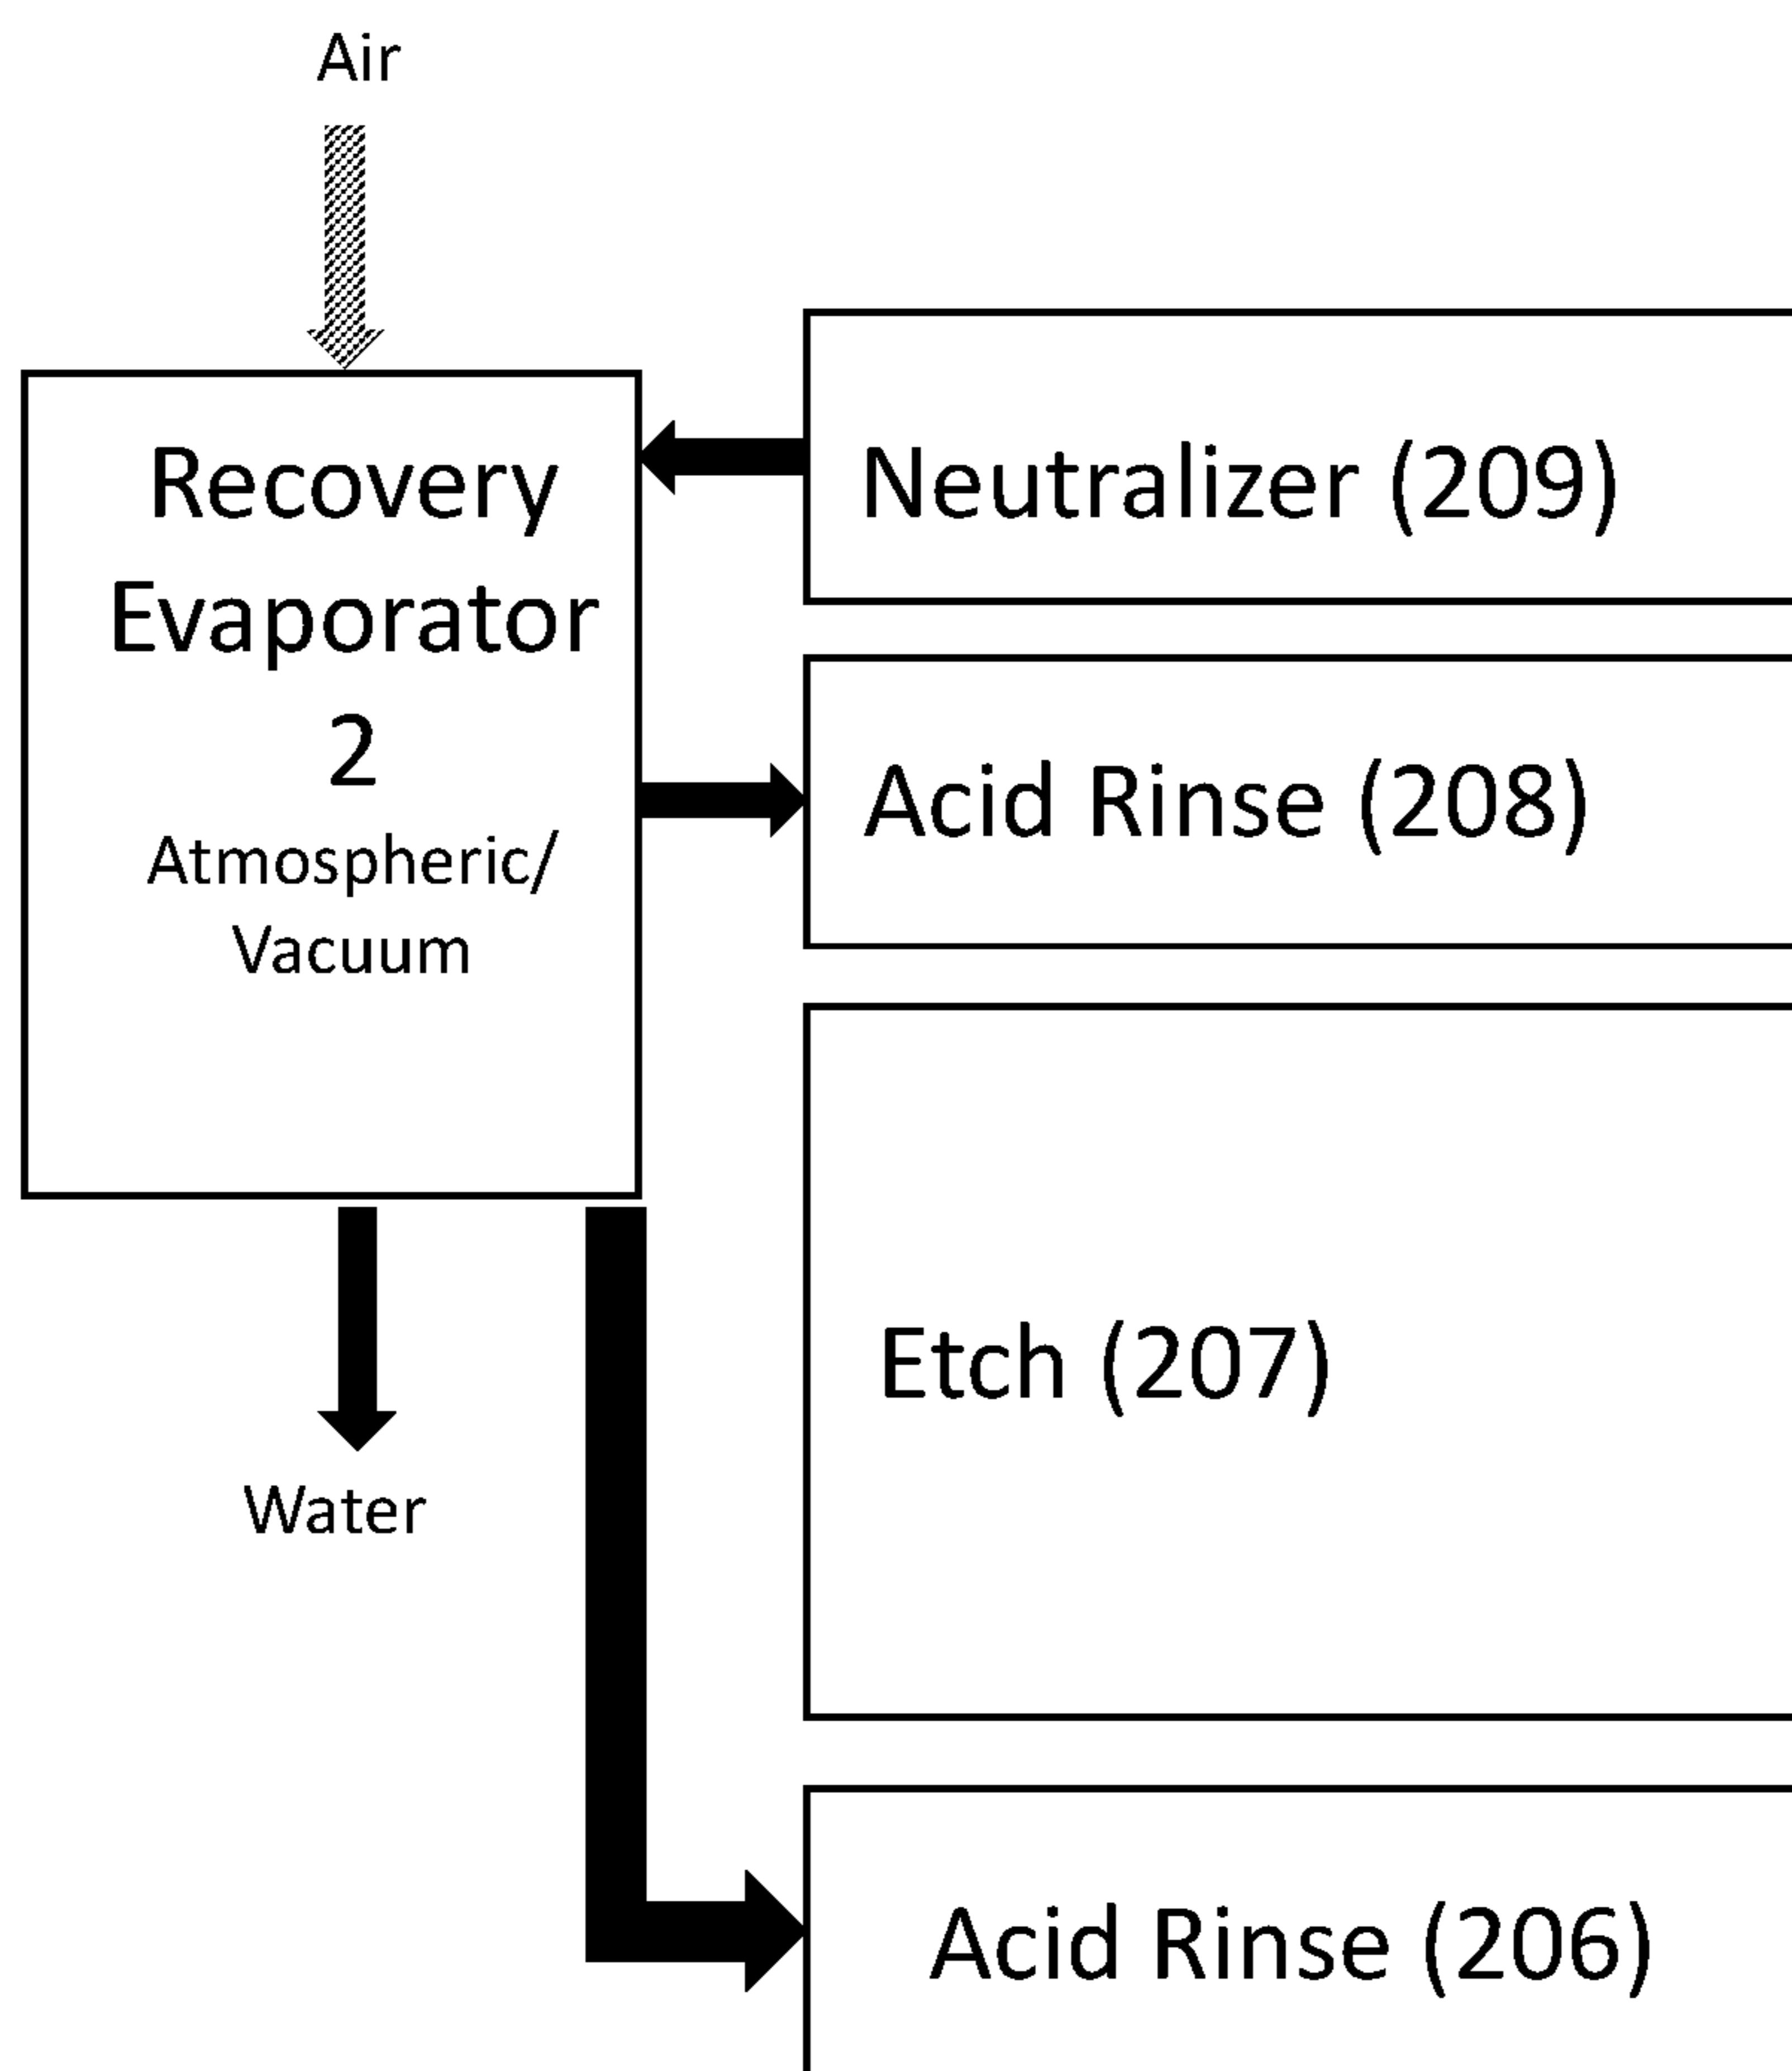 Air
Recovery
Evaporator
2
Atmospheric/
Vacuum
Water
Neutralizer (209)
Acid Rinse (208)
Etch (207)
Acid Rinse (206)